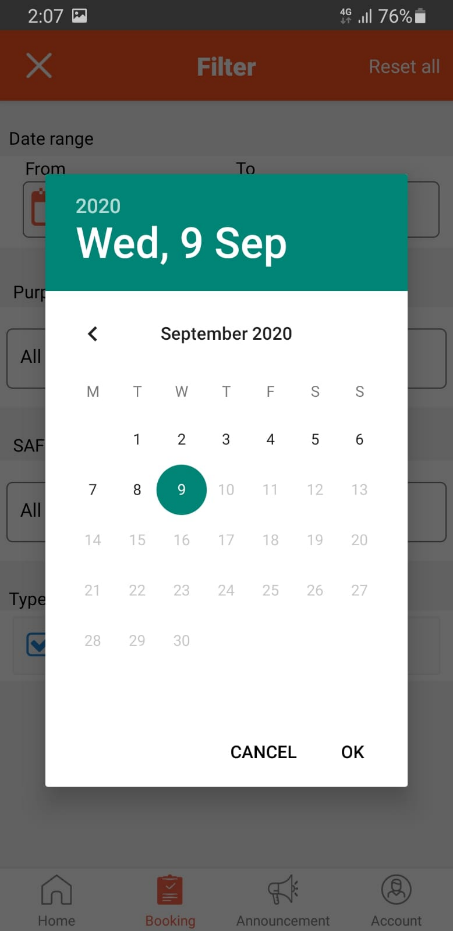 2:07 4G 76%
Filter Reset all
Date range
From To
2020
Wed, 9 Sep
Purp
September 2020
All
M T W T F S S
1 2 3 4 5 6
SAF
7 8 9 10 11 12 13
All
14 15 16 17 18 19 20
21 22 23 24 25 26 27
Type
28 29 30
CANCEL OK
Home Booking Announcement Account